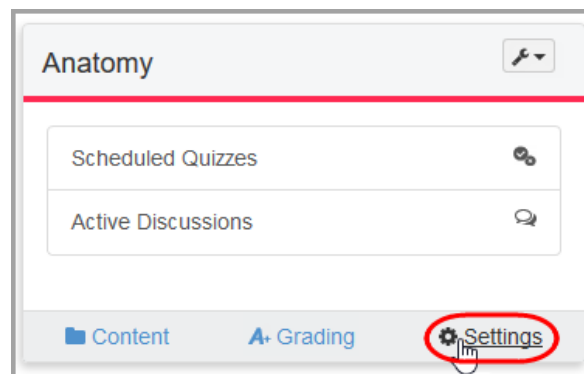 Anatomy
Scheduled Quizzes
Active Discussions
Content A+ Grading Settings